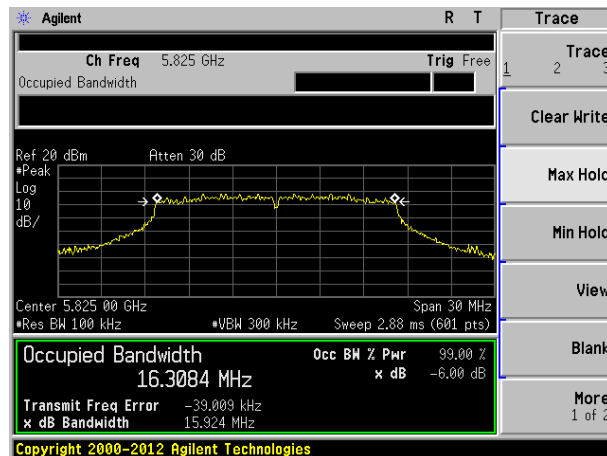 Agilent R T Trace
Ch Freq 5.825 GHz Trig Free
Occupied Bandwidth
Trace
1 2 3
Clear Write
Max Hold
Min Hold
View
Blank
More
1 of 2
Ref 20 dBm Atten 30 dB
#Peak
Log
10
dB/
Center 5.825 00 GHz Span 30 MHz
#Res BW 100 kHz #VBW 300 kHz Sweep 2.88 ms (601 pts)
Occupied Bandwidth Occ BW % Pwr 99.00 %
16.3084 MHz x dB -6.00 dB
Transmit Freq Error -39.009 kHz
x dB Bandwidth 15.924 MHz
Copyright 2000-2012 Agilent Technologies